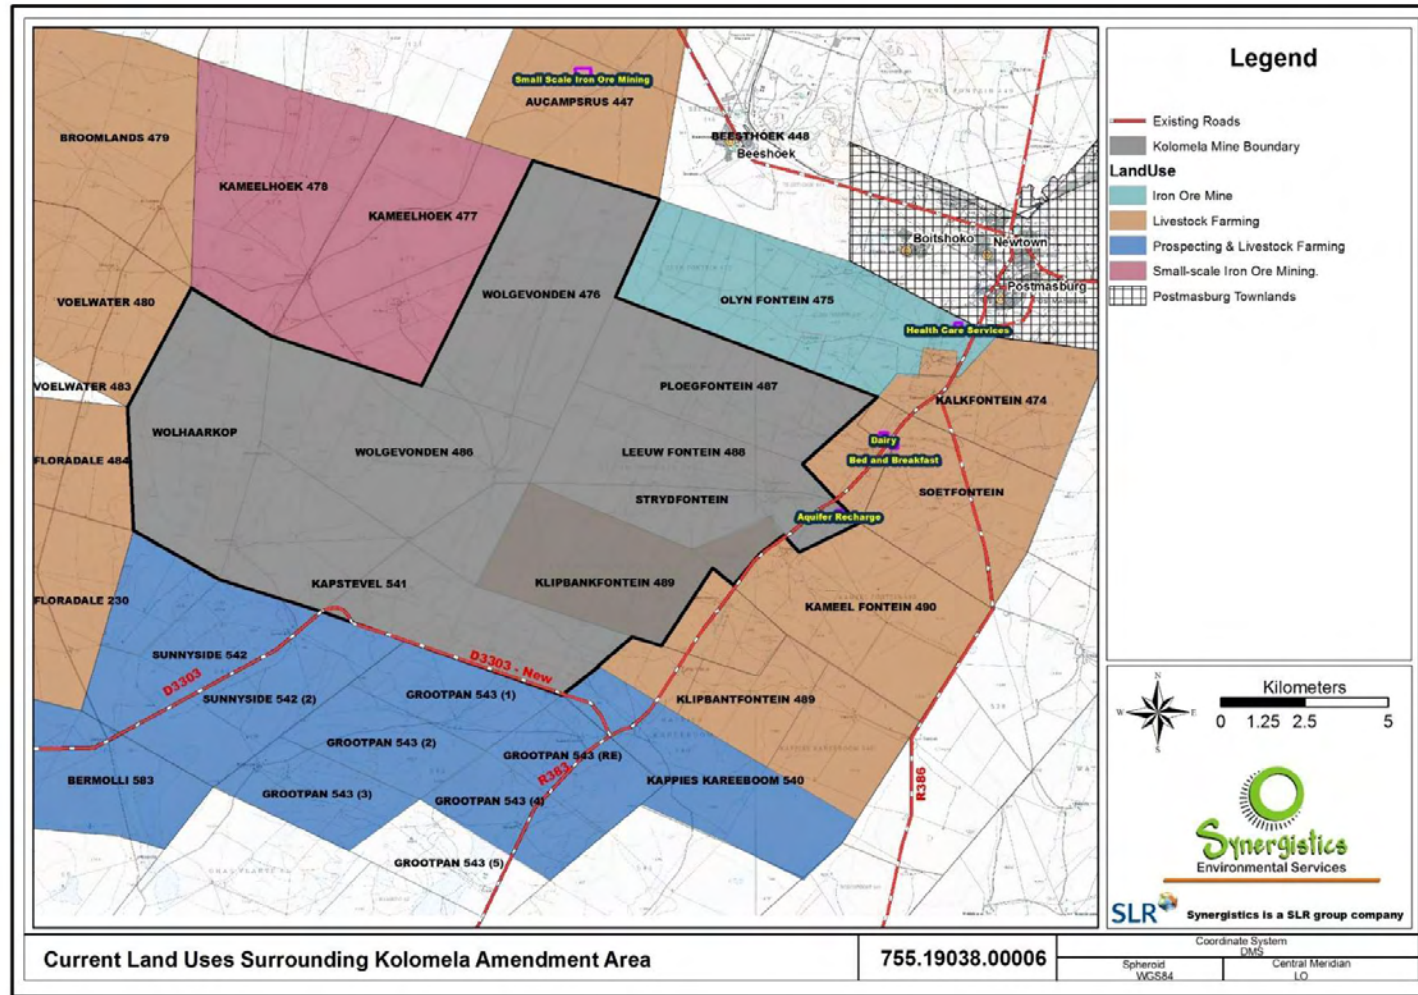 Legend
Existing Roads
Kolomela Mine Boundary
LandUse
Iron Ore Mine
Livestock Farming
Prospecting & Livestock Farming
Small-scale Iron Ore Mining.
Postmasburg Townlands
Small Scale Iron Ore Mining
AUCAMPSRUS 447
BROOMLANDS 479
BEESTHOEK 448
Beeshoek
KAMEELHOEK 478
KAMEELHOEK 477
Boitshoko
Newtown
Postmasburg
WOLGEVONDEN 476
OLYN FONTEIN 475
VOELWATER 480
Health Care Services
VOELWATER 483
PLOEGFONTEIN 487
KALKFONTEIN 474
WOLHAARKOP
Dairy
FLORADALE 484
WOLGEVONDEN 486
LEEUW FONTEIN 488
Bed and Breakfast
STRYDFONTEIN
SOETFONTEIN
Aquifer Recharge
KAPSTEVEL 541
KLIPBANKFONTEIN 489
FLORADALE 230
KAMEEL FONTEIN 490
SUNNYSIDE 542
D3303
D3303 - New
SUNNYSIDE 542 (2)
GROOTPAN 543 (1)
KLIPBANTFONTEIN 489
GROOTPAN 543 (2)
GROOTPAN 543 (RE)
R383
BERMOLLI 583
KAPPIES KAREEBOOM 540
R386
GROOTPAN 543 (3)
GROOTPAN 543 (4)
GROOTPAN 543 (5)
N
W E
S
Kilometers
0 1.25 2.5 5
Synergistics
Environmental Services
SLR
Synergistics is a SLR group company
Current Land Uses Surrounding Kolomela Amendment Area
755.19038.00006
Coordinate System
DMS
Spheroid
WGS84
Central Meridian
LO